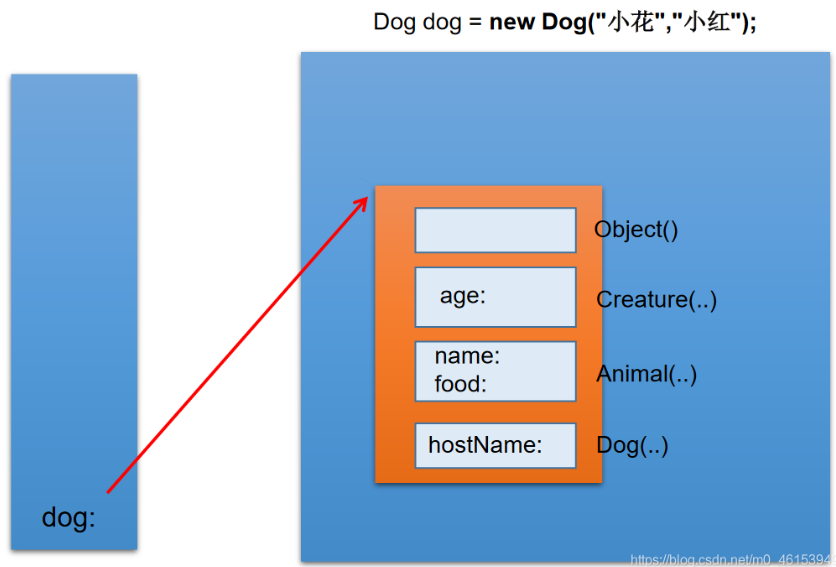 Dog dog = new Dog("小花","小红");
Object()
age:
Creature(..)
name:
food:
Animal(..)
hostName:
Dog(..)
dog:
https://blog.csdn.net/m0_4615394